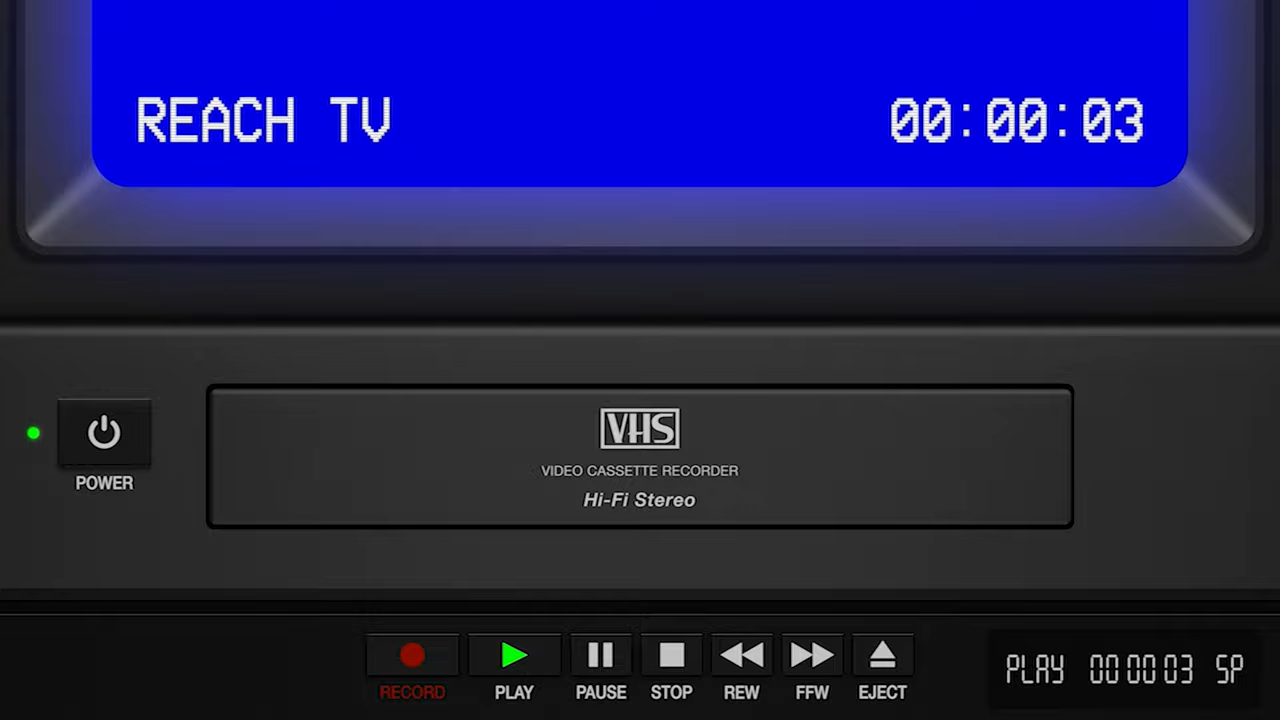 REACH TV 00:00:03
VHS
VIDEO CASSETTE RECORDER
Hi-Fi Stereo
POWER
RECORD PLAY PAUSE STOP REW FFW EJECT
PLAY 00 00 03 SP